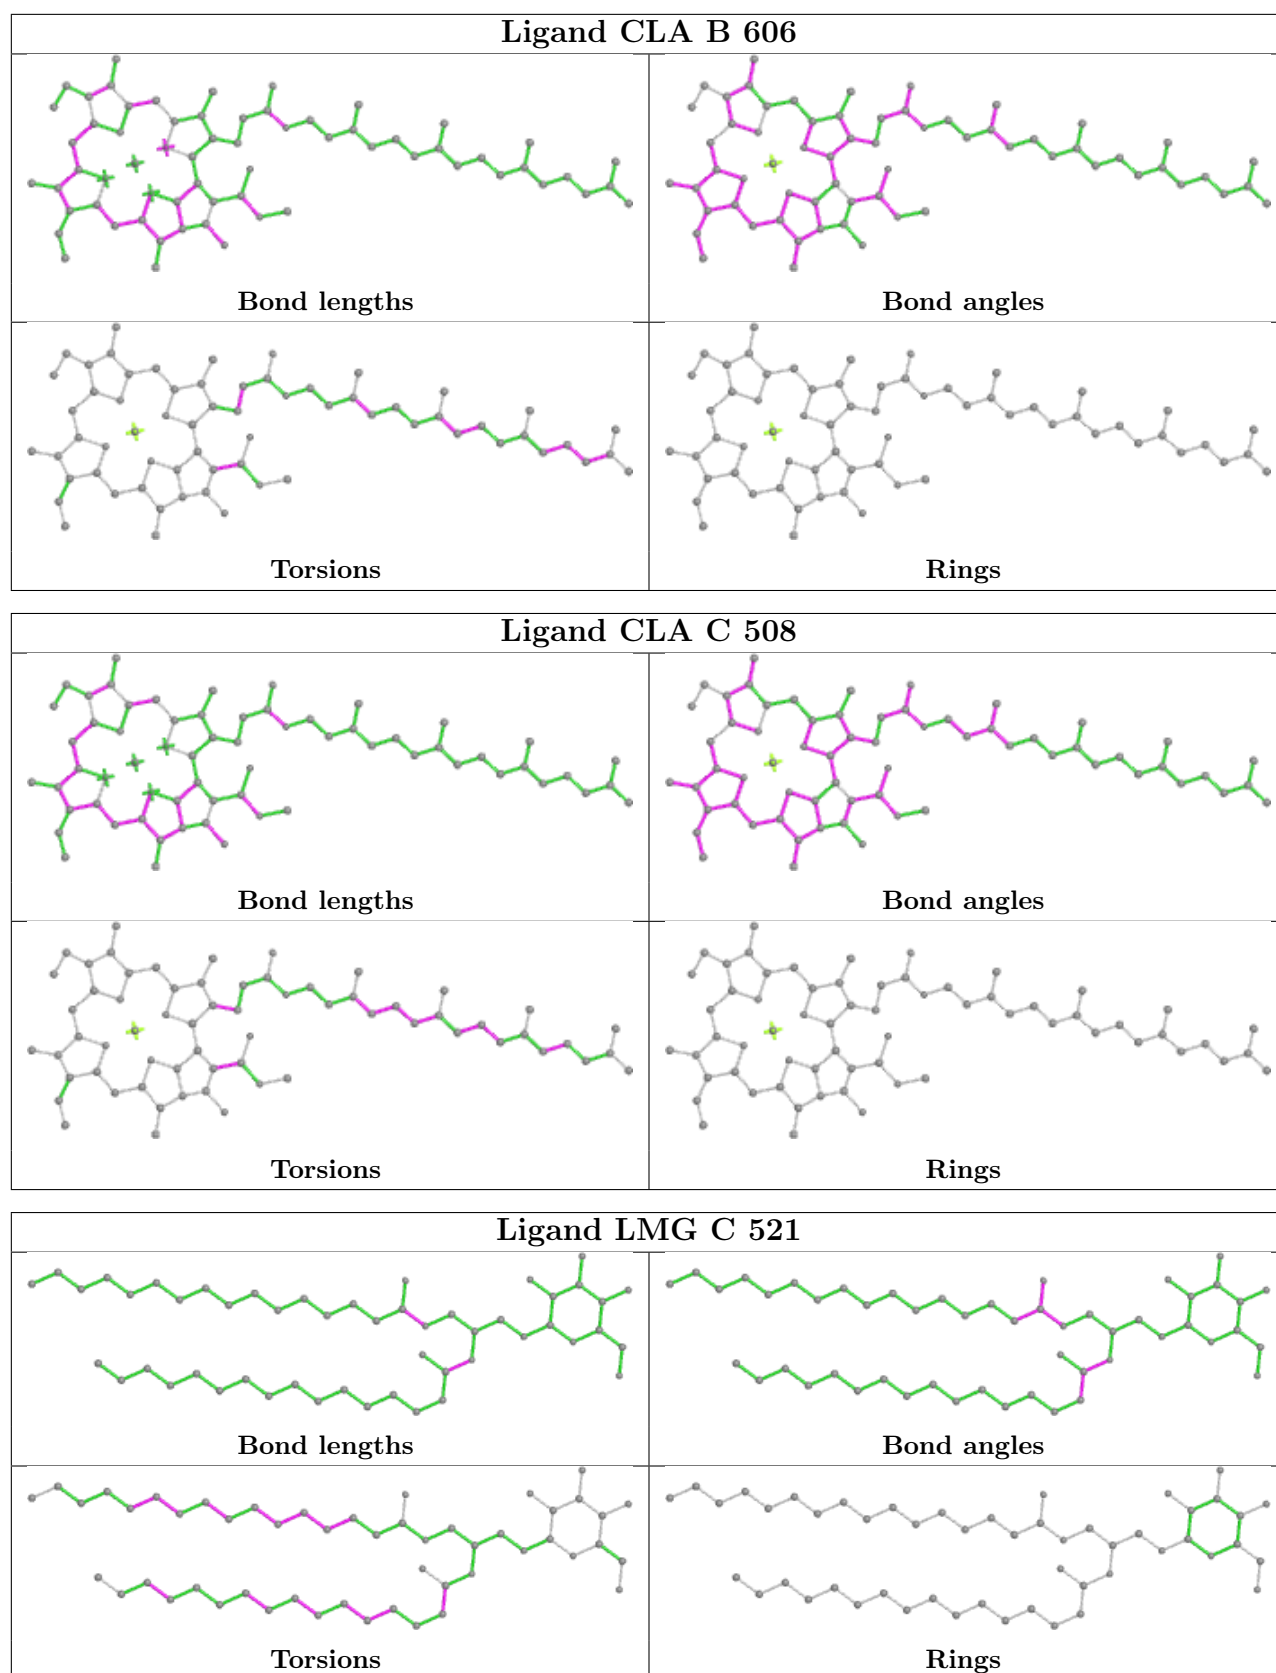 Ligand CLA B 606
Bond lengths
Bond angles
Torsions
Rings
Ligand CLA C 508
Bond lengths
Bond angles
Torsions
Rings
Ligand LMG C 521
Bond lengths
Bond angles
Torsions
Rings